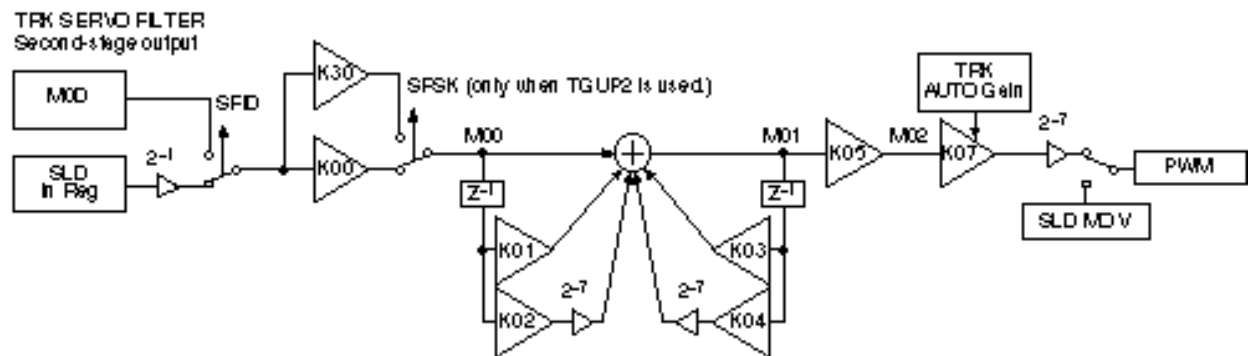 TRK SERVO FILTER
Second-stage output
M0D
SFID
2⁻¹
SLD
In Reg
K30
K00
SFSK (only when TGUP2 is used.)
M00
Z⁻¹
K01
K02
2⁻⁷
M01
Z⁻¹
K03
K04
2⁻⁷
K05
M02
TRK
AUTO Gain
K07
2⁻⁷
PWM
SLD MOV